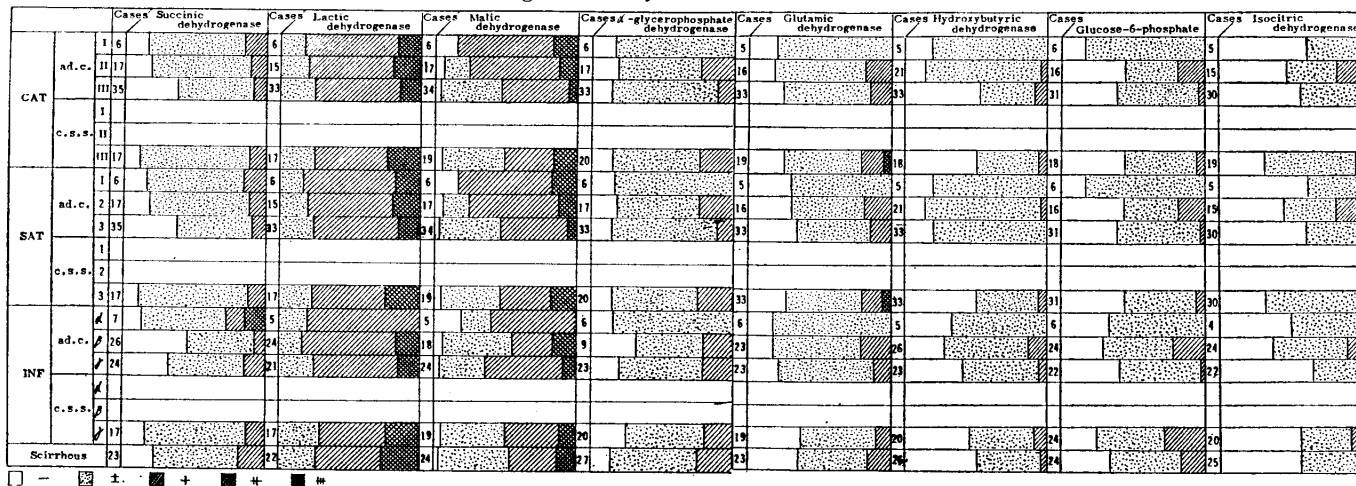 Cases Succinic dehydrogenase Cases Lactic dehydrogenase Cases Malic dehydrogenase Cases α-glycerophosphate dehydrogenase Cases Glutamic dehydrogenase Cases Hydroxybutyric dehydrogenase Cases Glucose-6-phosphate Cases Isocitric dehydrogenase
CAT ad.c. I 6 6 6 6 5 5 6 5
II 17 15 17 17 16 21 16 15
III 35 33 34 33 33 33 31 30
c.s.s. I
II
III 17 17 19 20 19 18 18 19
SAT ad.c. I 6 6 6 6 5 5 6 5
2 17 15 17 17 16 21 16 15
3 35 33 34 33 33 33 31 30
c.s.s. 1
2
3 17 17 19 20 33 33 31 30
INF ad.c. α 7 5 5 6 6 5 6 4
β 26 24 18 9 23 26 24 24
γ 24 21 24 23 23 23 22 22
c.s.s. α
β
γ 17 17 19 20 19 20 24 20
Scirrhous 23 22 24 27 23 24 25
− ±. + ++ +++